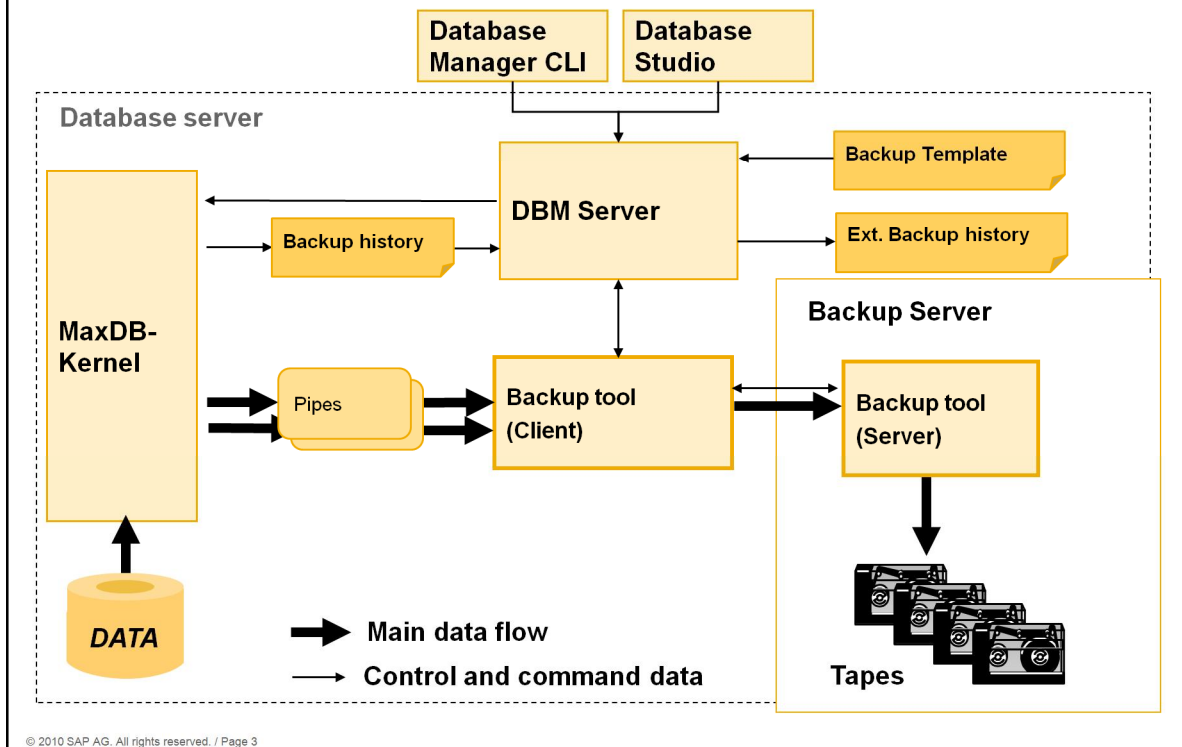 Database
Manager CLI
Database
Studio
Database server
Backup Template
DBM Server
Backup history
Ext. Backup history
MaxDB-
Kernel
Backup Server
Pipes
Backup tool
(Client)
Backup tool
(Server)
DATA
Main data flow
Control and command data
Tapes
© 2010 SAP AG. All rights reserved. / Page 3